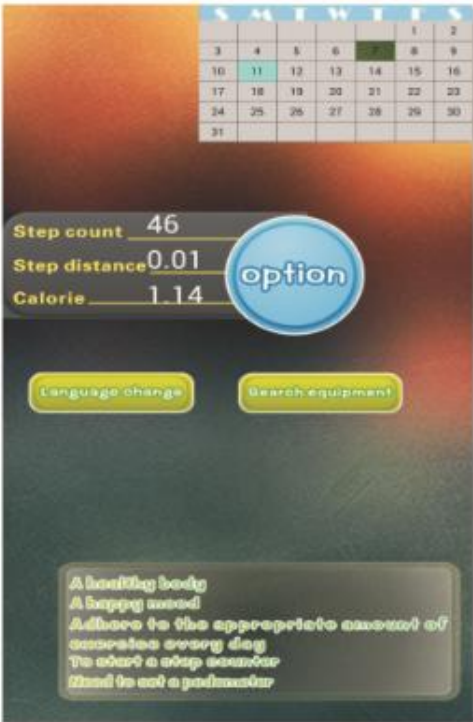 S M T W T F S
1 2
3 4 5 6 7 8 9
10 11 12 13 14 15 16
17 18 19 20 21 22 23
24 25 26 27 28 29 30
31
Step count 46
Step distance 0.01
Calorie 1.14
option
Language change
Search equipment
A healthy body
A happy mood
Adhere to the appropriate amount of
exercise every day
To start a step counter
Need to set a pedometer